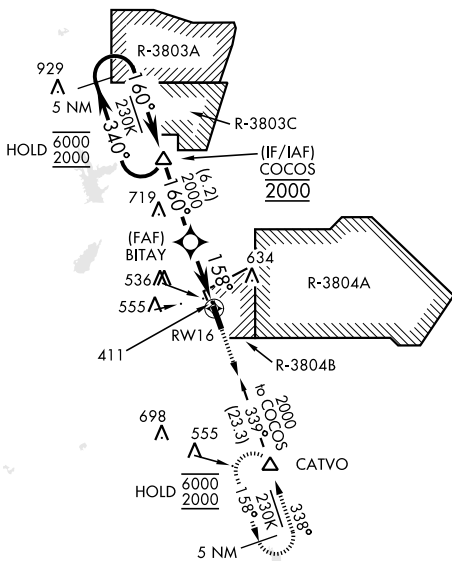 R-3803A
929
5 NM
160°
230K
340°
R-3803C
HOLD 6000
2000
(IF/IAF)
COCOS
2000
(6.2)
2000
160°
719
(FAF)
BITAY
158°
634
R-3804A
536
555
RW16
411
R-3804B
2000
to COCOS
339°
(23.3)
698
555
CATVO
HOLD 6000
2000
158°
230K
338°
5 NM